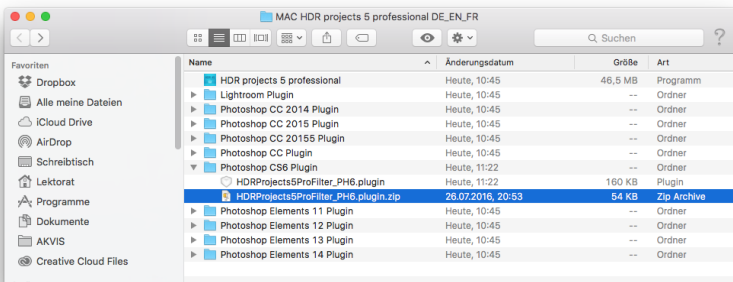 MAC HDR projects 5 professional DE_EN_FR
Suchen
?
Favoriten
Dropbox
Alle meine Dateien
iCloud Drive
AirDrop
Schreibtisch
Lektorat
Programme
Dokumente
AKVIS
Creative Cloud Files
Name Änderungsdatum Größe Art
HDR projects 5 professional Heute, 10:45 46,5 MB Programm
Lightroom Plugin Heute, 10:45 -- Ordner
Photoshop CC 2014 Plugin Heute, 10:45 -- Ordner
Photoshop CC 2015 Plugin Heute, 10:45 -- Ordner
Photoshop CC 20155 Plugin Heute, 10:45 -- Ordner
Photoshop CC Plugin Heute, 10:45 -- Ordner
Photoshop CS6 Plugin Heute, 11:22 -- Ordner
HDRProjects5ProFilter_PH6.plugin Heute, 11:22 160 KB Plugin
HDRProjects5ProFilter_PH6.plugin.zip 26.07.2016, 20:53 54 KB Zip Archive
Photoshop Elements 11 Plugin Heute, 10:45 -- Ordner
Photoshop Elements 12 Plugin Heute, 10:45 -- Ordner
Photoshop Elements 13 Plugin Heute, 10:45 -- Ordner
Photoshop Elements 14 Plugin Heute, 10:45 -- Ordner